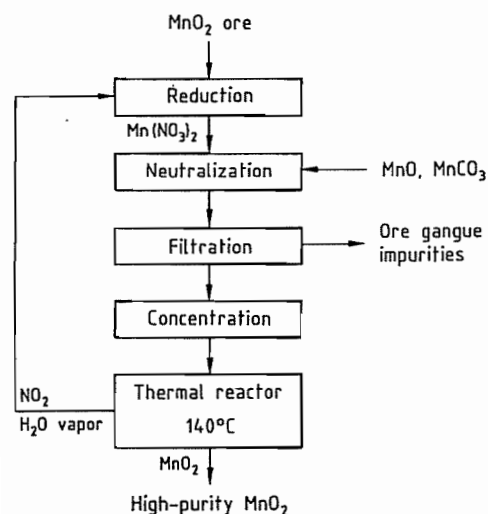 MnO₂ ore
Reduction
Mn(NO₃)₂
Neutralization
MnO, MnCO₃
Filtration
Ore gangue
impurities
Concentration
Thermal reactor
140°C
NO₂
H₂O vapor
MnO₂
High-purity MnO₂